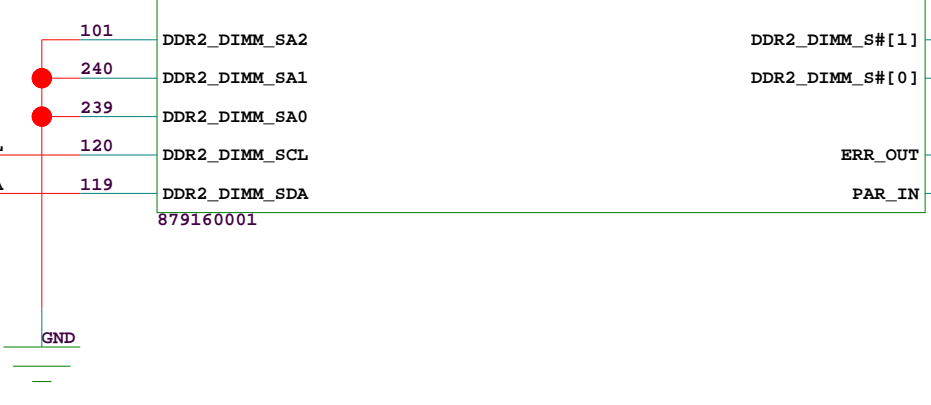 101 DDR2_DIMM_SA2 DDR2_DIMM_S#[1]
240 DDR2_DIMM_SA1 DDR2_DIMM_S#[0]
239 DDR2_DIMM_SA0
120 DDR2_DIMM_SCL ERR_OUT
119 DDR2_DIMM_SDA PAR_IN
879160001
GND